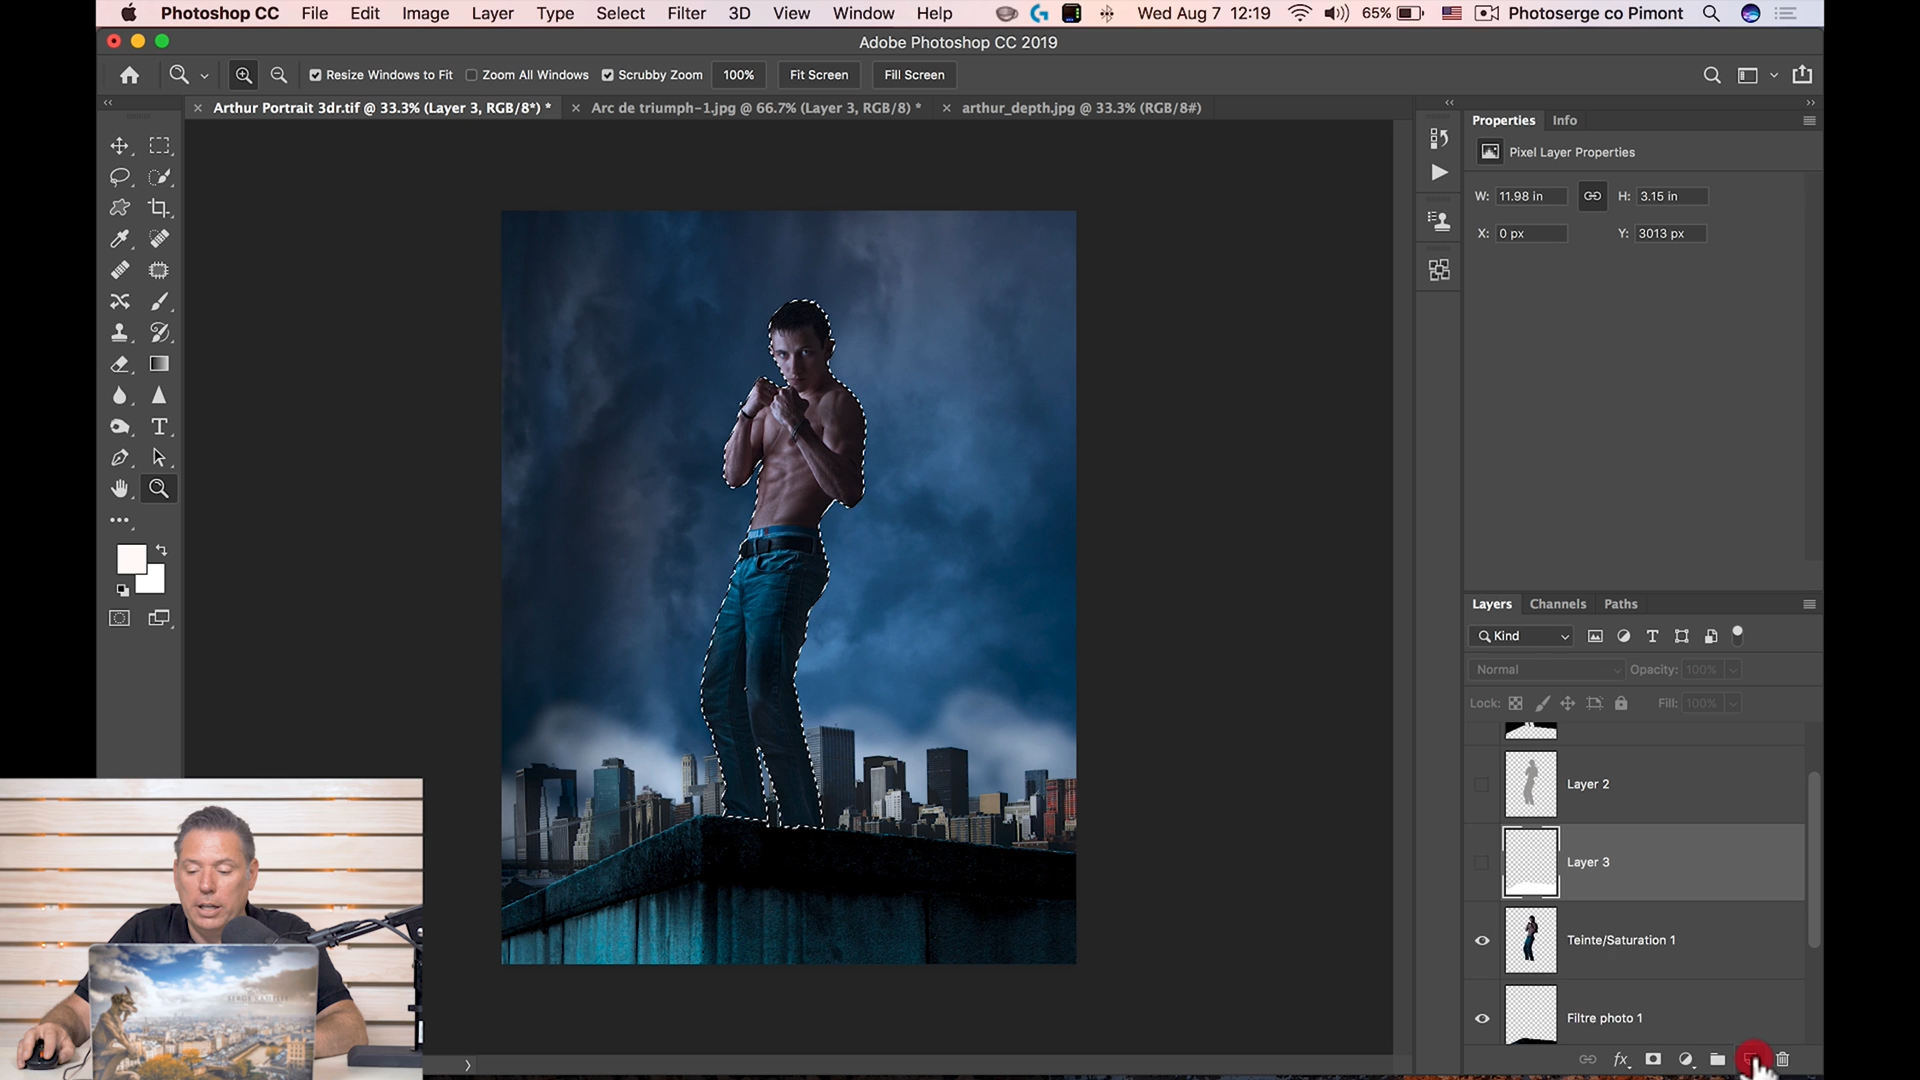 Photoshop CC File Edit Image Layer Type Select Filter 3D View Window Help Wed Aug 7 12:19 65% Photoserge co Pimont
Adobe Photoshop CC 2019
Resize Windows to Fit Zoom All Windows Scrubby Zoom 100% Fit Screen Fill Screen
Arthur Portrait 3dr.tif @ 33.3% (Layer 3, RGB/8*) * Arc de triumph-1.jpg @ 66.7% (Layer 3, RGB/8) * arthur_depth.jpg @ 33.3% (RGB/8#)
Properties Info
Pixel Layer Properties
W: 11.98 in H: 3.15 in
X: 0 px Y: 3013 px
Layers Channels Paths
Kind
Normal Opacity: 100%
Lock: Fill: 100%
Layer 2
Layer 3
Teinte/Saturation 1
Filtre photo 1
fx